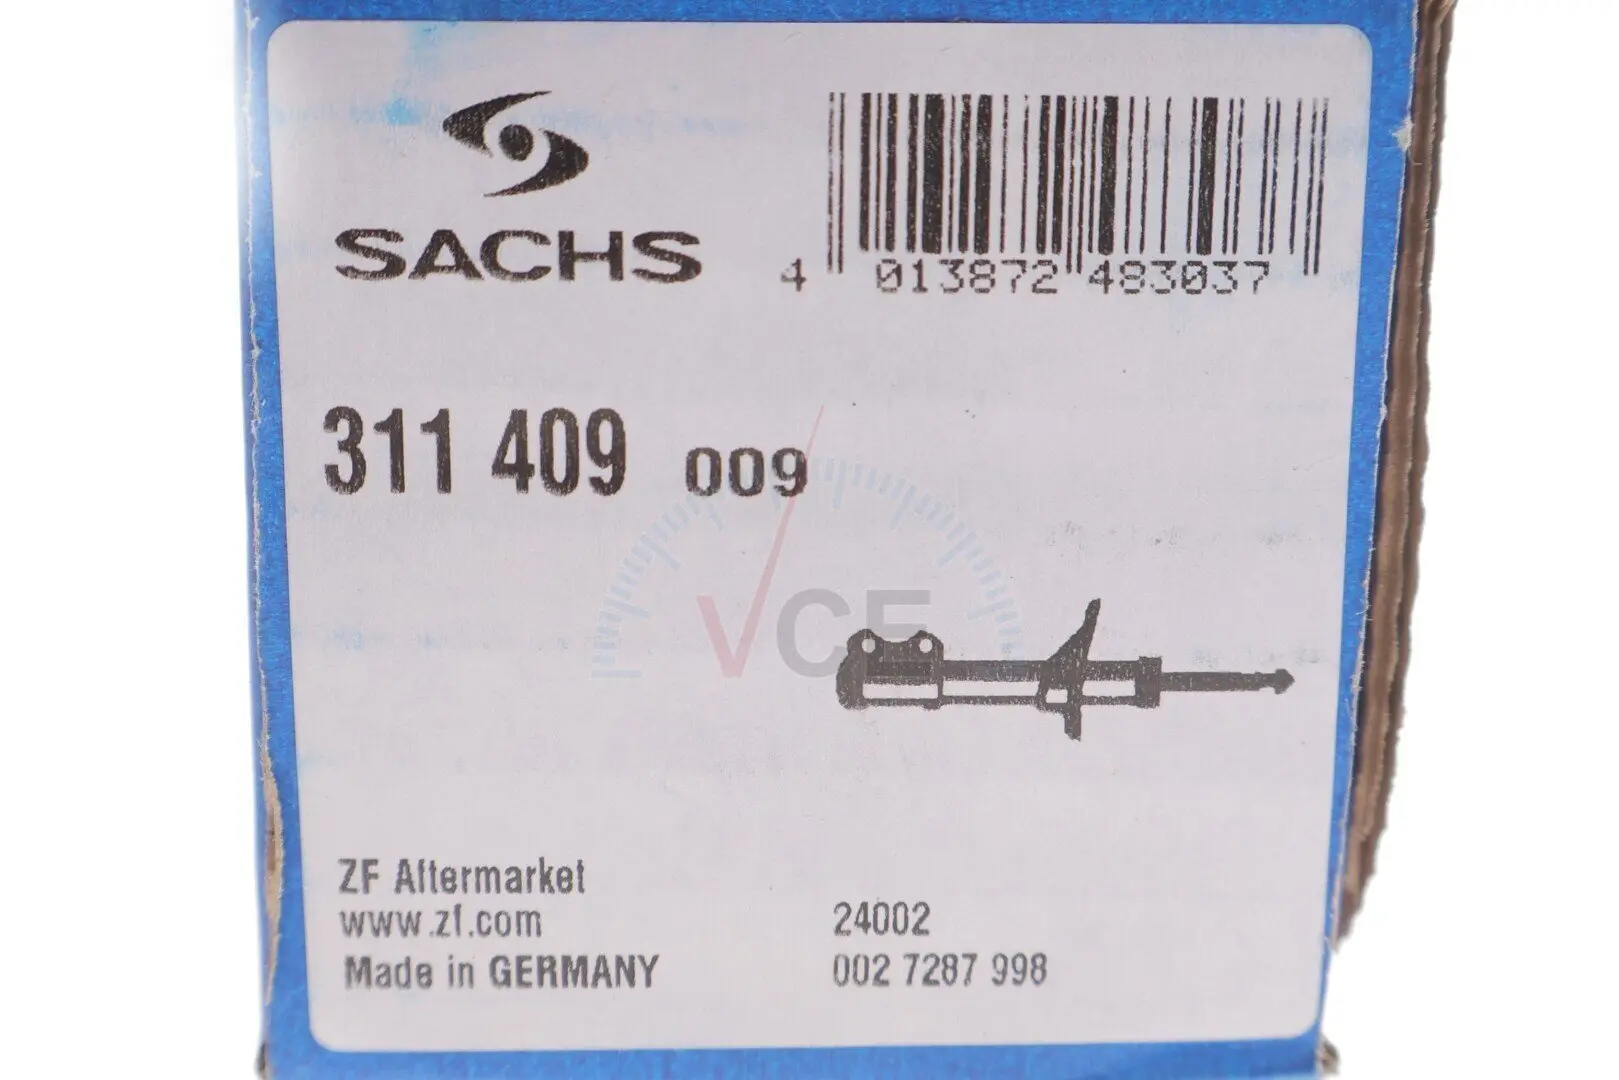 SACHS
4 013872 483037
311 409 009
VCE
ZF Aftermarket
www.zf.com
24002
Made in GERMANY
002 7287 998